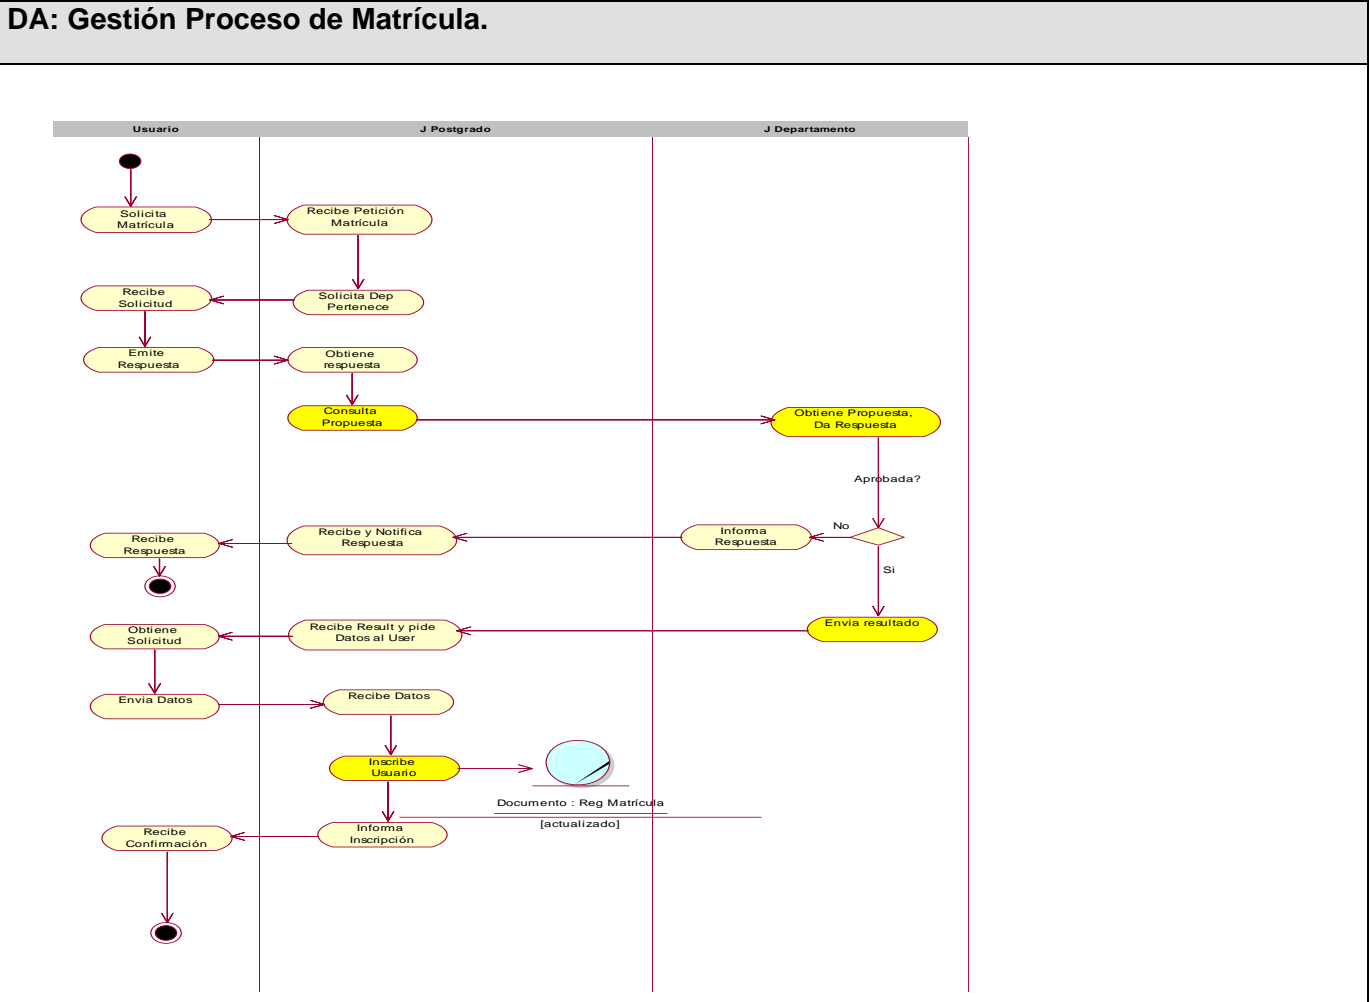 DA: Gestión Proceso de Matrícula.
Usuario
J Postgrado
J Departamento
Solicita
Matrícula
Recibe Petición
Matrícula
Recibe
Solicitud
Solicita Dep
Pertenece
Emite
Respuesta
Obtiene
respuesta
Consulta
Propuesta
Obtiene Propuesta,
Da Respuesta
Aprobada?
No
Informa
Respuesta
Recibe y Notifica
Respuesta
Recibe
Respuesta
Si
Envia resultado
Recibe Result y pide
Datos al User
Obtiene
Solicitud
Envia Datos
Recibe Datos
Inscribe
Usuario
Documento : Reg Matrícula
[actualizado]
Informa
Inscripción
Recibe
Confirmación